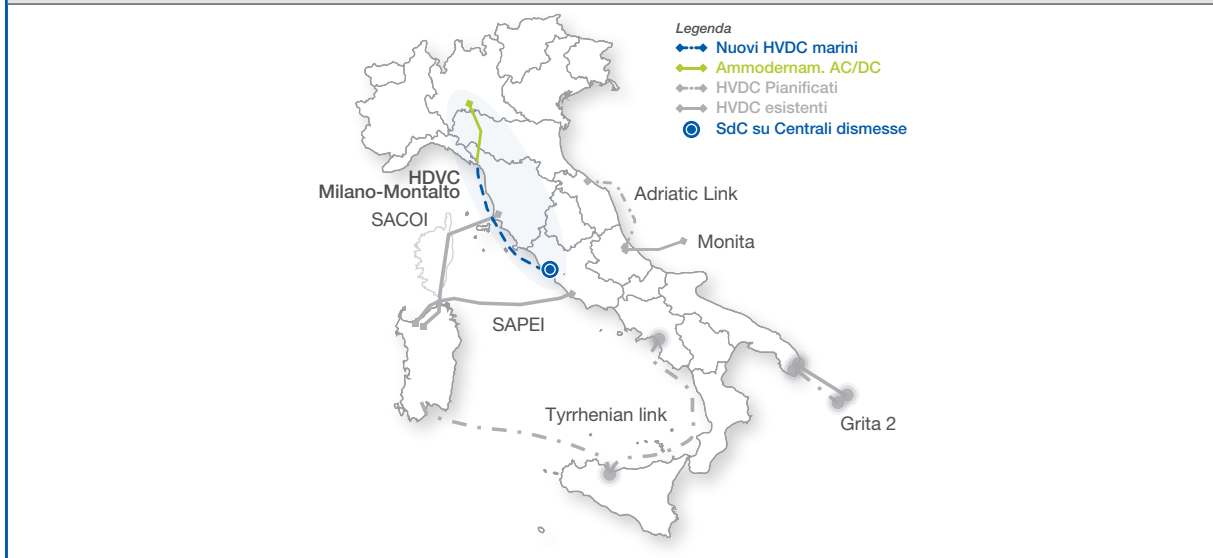 Legenda
Nuovi HVDC marini
Ammodernam. AC/DC
HVDC Pianificati
HVDC esistenti
SdC su Centrali dismesse
HDVC
Milano-Montalto
SACOI
Adriatic Link
Monita
SAPEI
Tyrrhenian link
Grita 2